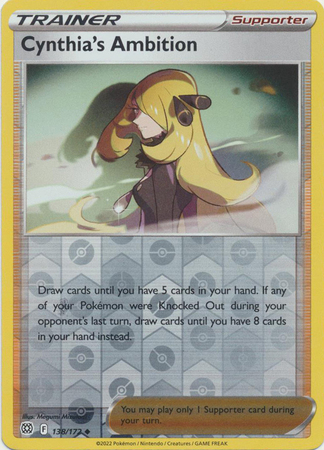 TRAINER Supporter
Cynthia's Ambition
Draw cards until you have 5 cards in your hand. If any
of your Pokémon were Knocked Out during your
opponent's last turn, draw cards until you have 8 cards
in your hand instead.
You may play only 1 Supporter card during
your turn.
Illus. Megumi
F 138/172
©2022 Pokémon / Nintendo / Creatures / GAME FREAK